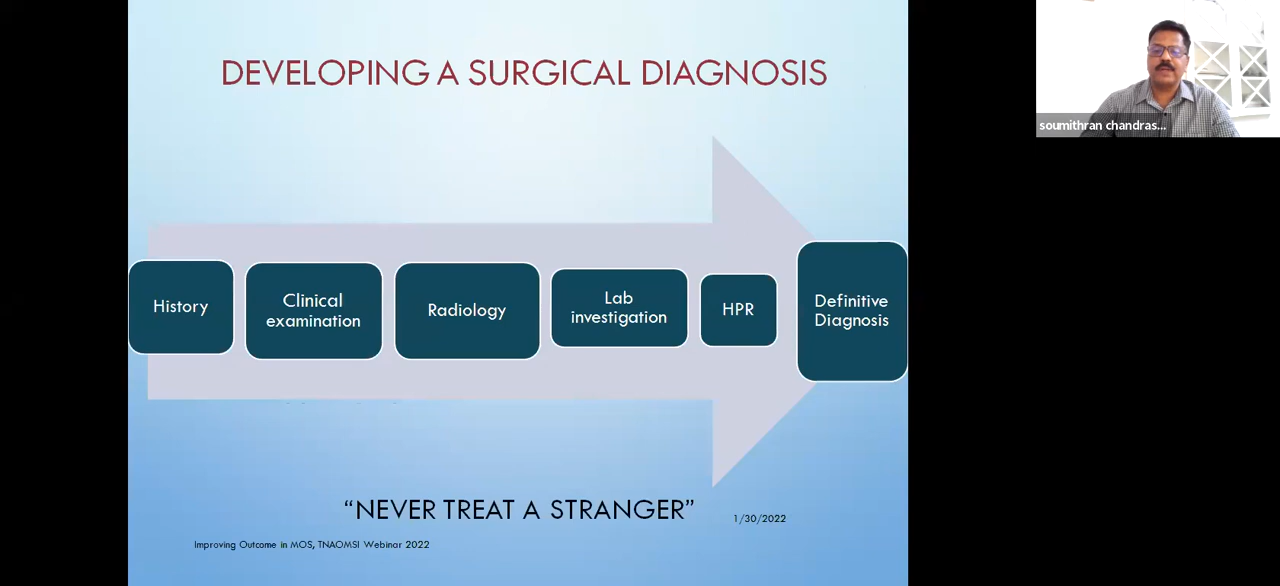 DEVELOPING A SURGICAL DIAGNOSIS
soumithran chandras...
History
Clinical
examination
Radiology
Lab
investigation
HPR
Definitive
Diagnosis
“NEVER TREAT A STRANGER”
1/30/2022
Improving Outcome in MOS, TNAOMSI Webinar 2022